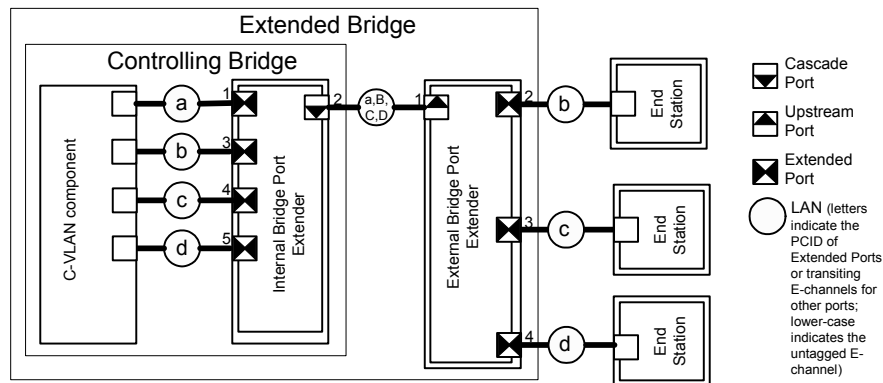 Extended Bridge
Controlling Bridge
C-VLAN component
a
b
c
d
1
3
4
5
2
Internal Bridge Port
Extender
a,B,
C,D
1
External Bridge Port
Extender
2
3
4
b
c
d
End
Station
End
Station
End
Station
Cascade
Port
Upstream
Port
Extended
Port
LAN (letters
indicate the
PCID of
Extended Ports
or transiting
E-channels for
other ports;
lower-case
indicates the
untagged E-
channel)